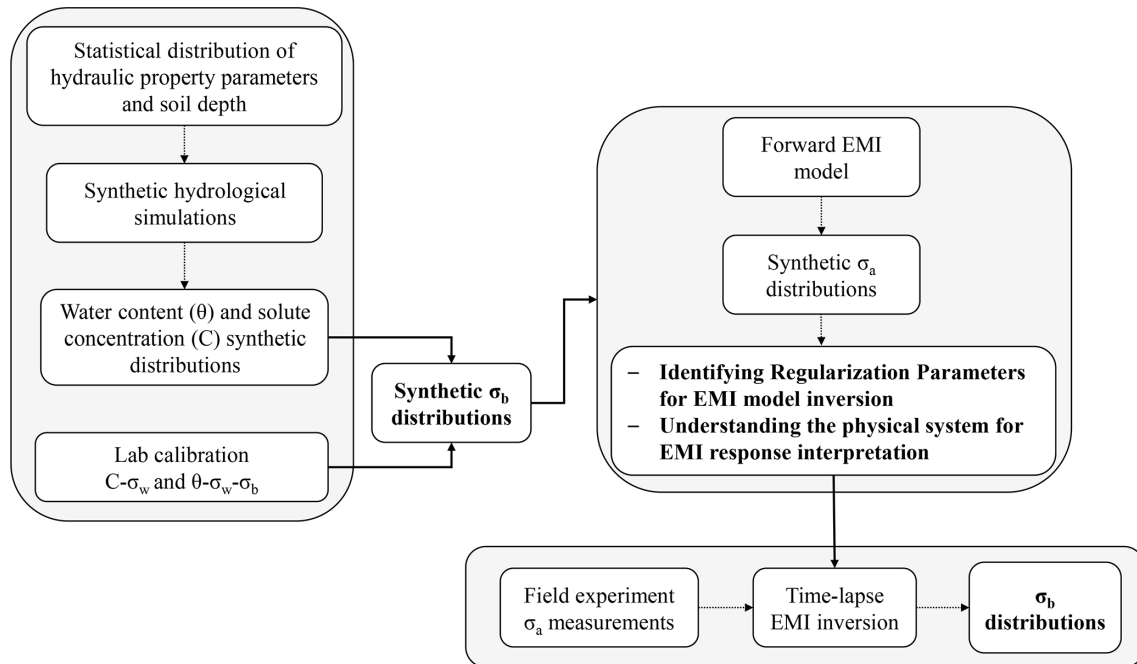 Statistical distribution of
hydraulic property parameters
and soil depth
Synthetic hydrological
simulations
Water content (θ) and solute
concentration (C) synthetic
distributions
Lab calibration
C-σw and θ-σw-σb
Synthetic σb
distributions
Forward EMI
model
Synthetic σa
distributions
– Identifying Regularization Parameters
for EMI model inversion
– Understanding the physical system for
EMI response interpretation
Field experiment
σa measurements
Time-lapse
EMI inversion
σb
distributions